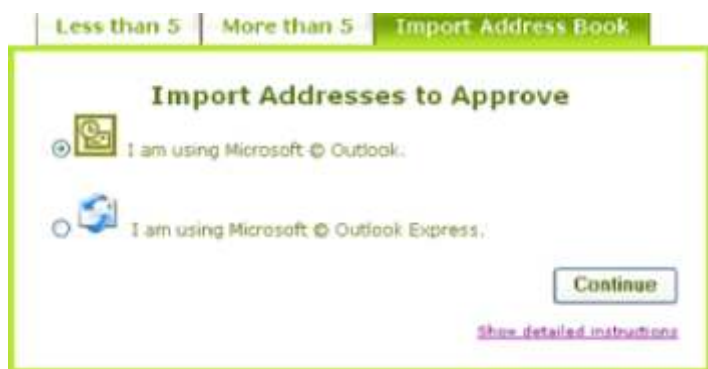 Less than 5 More than 5 Import Address Book
Import Addresses to Approve
I am using Microsoft © Outlook.
I am using Microsoft © Outlook Express.
Continue
Show detailed instructions